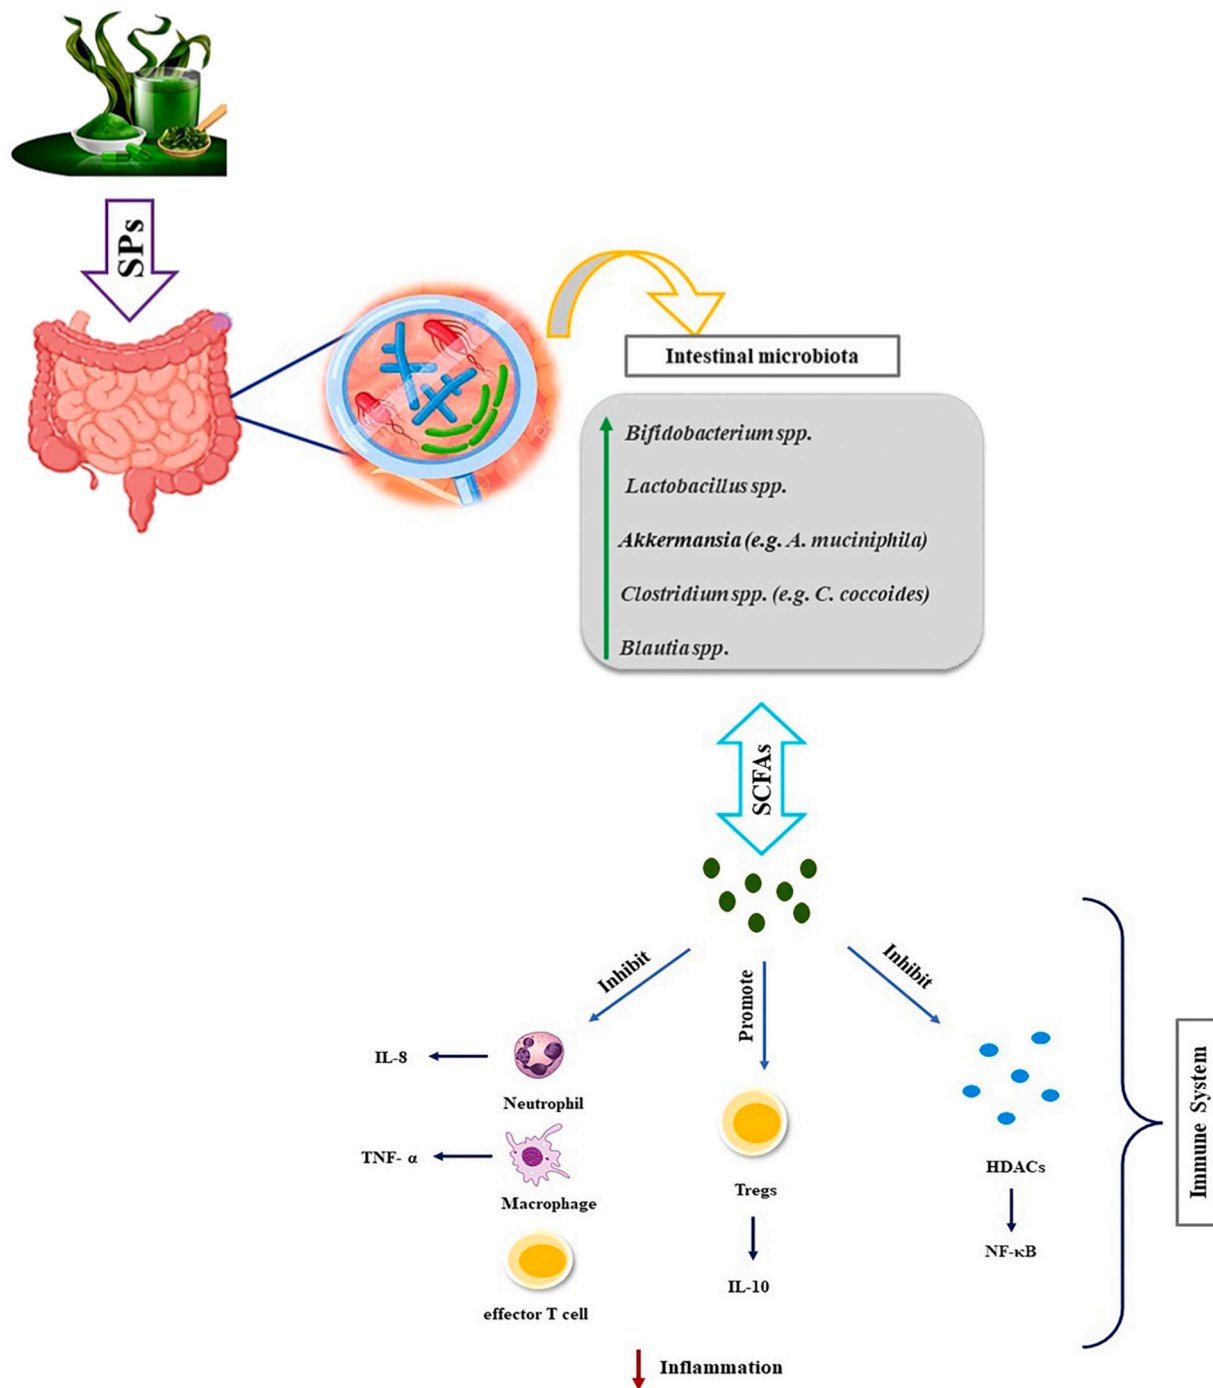 SPs
Intestinal microbiota
Bifidobacterium spp.
Lactobacillus spp.
Akkermansia (e.g. A. muciniphila)
Clostridium spp. (e.g. C. coccoides)
Blautia spp.
SCFAs
Inhibit
Promote
Inhibit
IL-8
Neutrophil
TNF- α
Macrophage
effector T cell
Tregs
IL-10
HDACs
NF-κB
Immune System
Inflammation